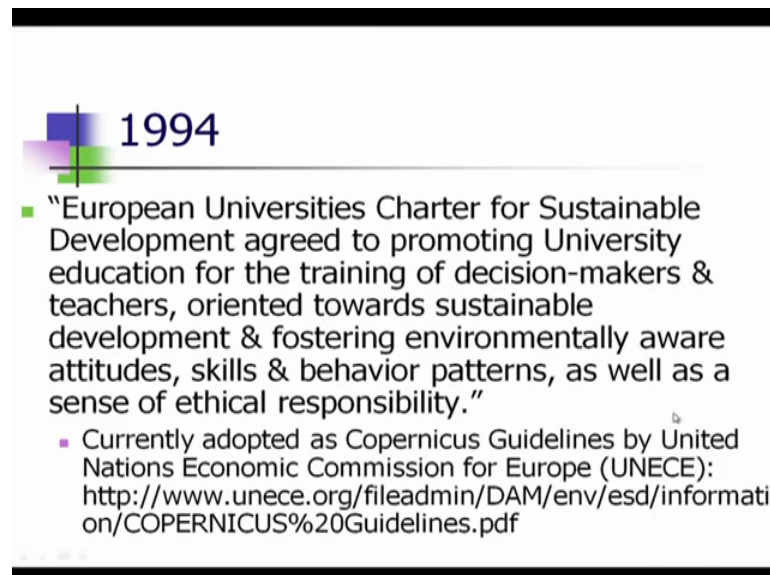 1994
“European Universities Charter for Sustainable
Development agreed to promoting University
education for the training of decision-makers &
teachers, oriented towards sustainable
development & fostering environmentally aware
attitudes, skills & behavior patterns, as well as a
sense of ethical responsibility.”
Currently adopted as Copernicus Guidelines by United
Nations Economic Commission for Europe (UNECE):
http://www.unece.org/fileadmin/DAM/env/esd/informati
on/COPERNICUS%20Guidelines.pdf